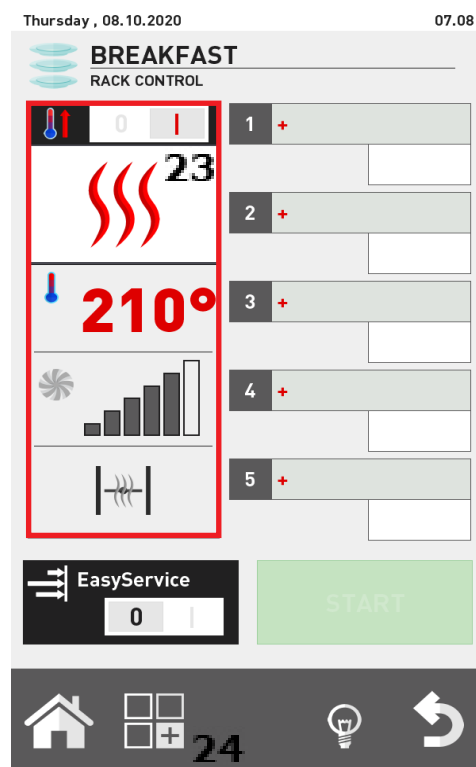 Thursday , 08.10.2020 07.08
BREAKFAST
RACK CONTROL
0 I
1 +
23
2 +
210°
3 +
4 +
5 +
EasyService
0 I
START
24